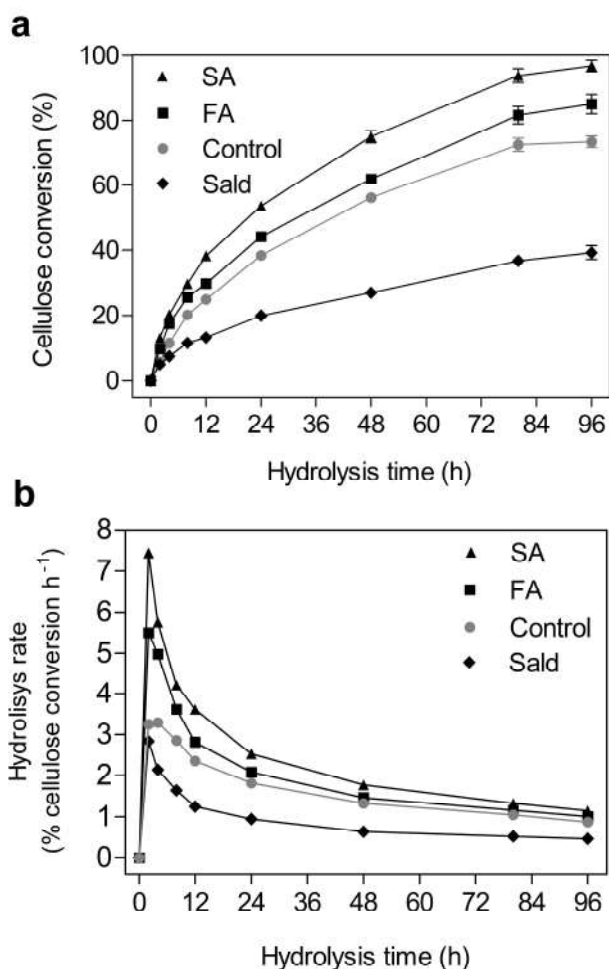 a
100
80
60
40
20
0
Cellulose conversion (%)
SA
FA
Control
Sald
0 12 24 36 48 60 72 84 96
Hydrolysis time (h)
b
8
7
6
5
4
3
2
1
0
Hydrolisys rate
(% cellulose conversion h⁻¹)
SA
FA
Control
Sald
0 12 24 36 48 60 72 84 96
Hydrolysis time (h)